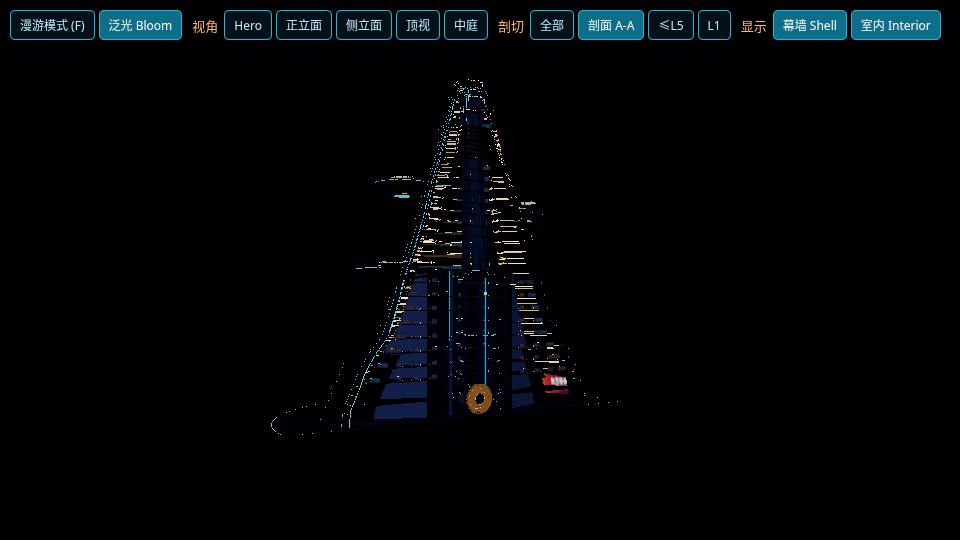 漫游模式 (F) 泛光 Bloom 视角 Hero 正立面 侧立面 顶视 中庭 剖切 全部 剖面 A-A ≤L5 L1 显示 幕墙 Shell 室内 Interior